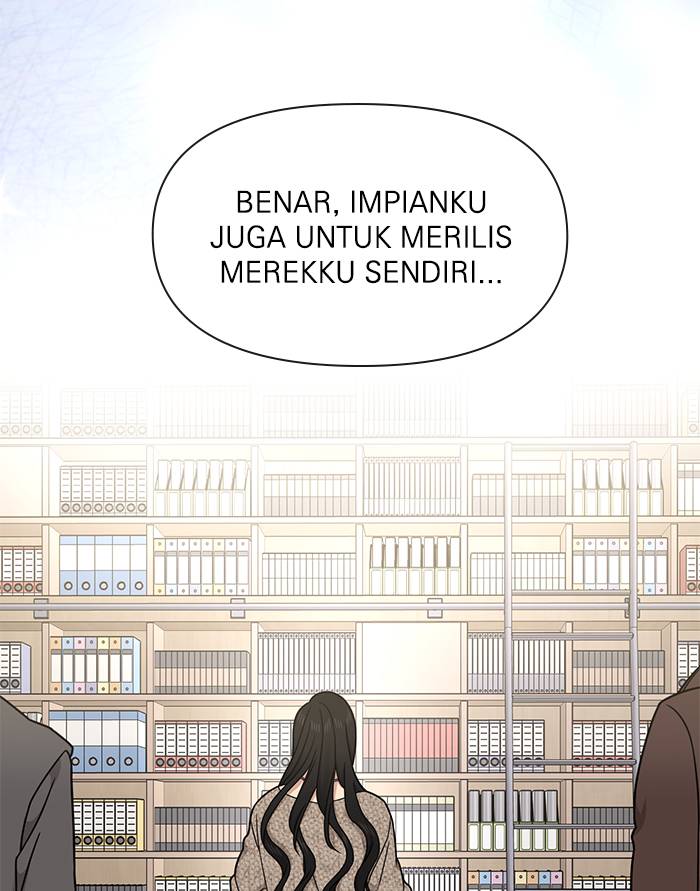 BENAR, IMPIANKU
JUGA UNTUK MERILIS
MEREKKU SENDIRI...